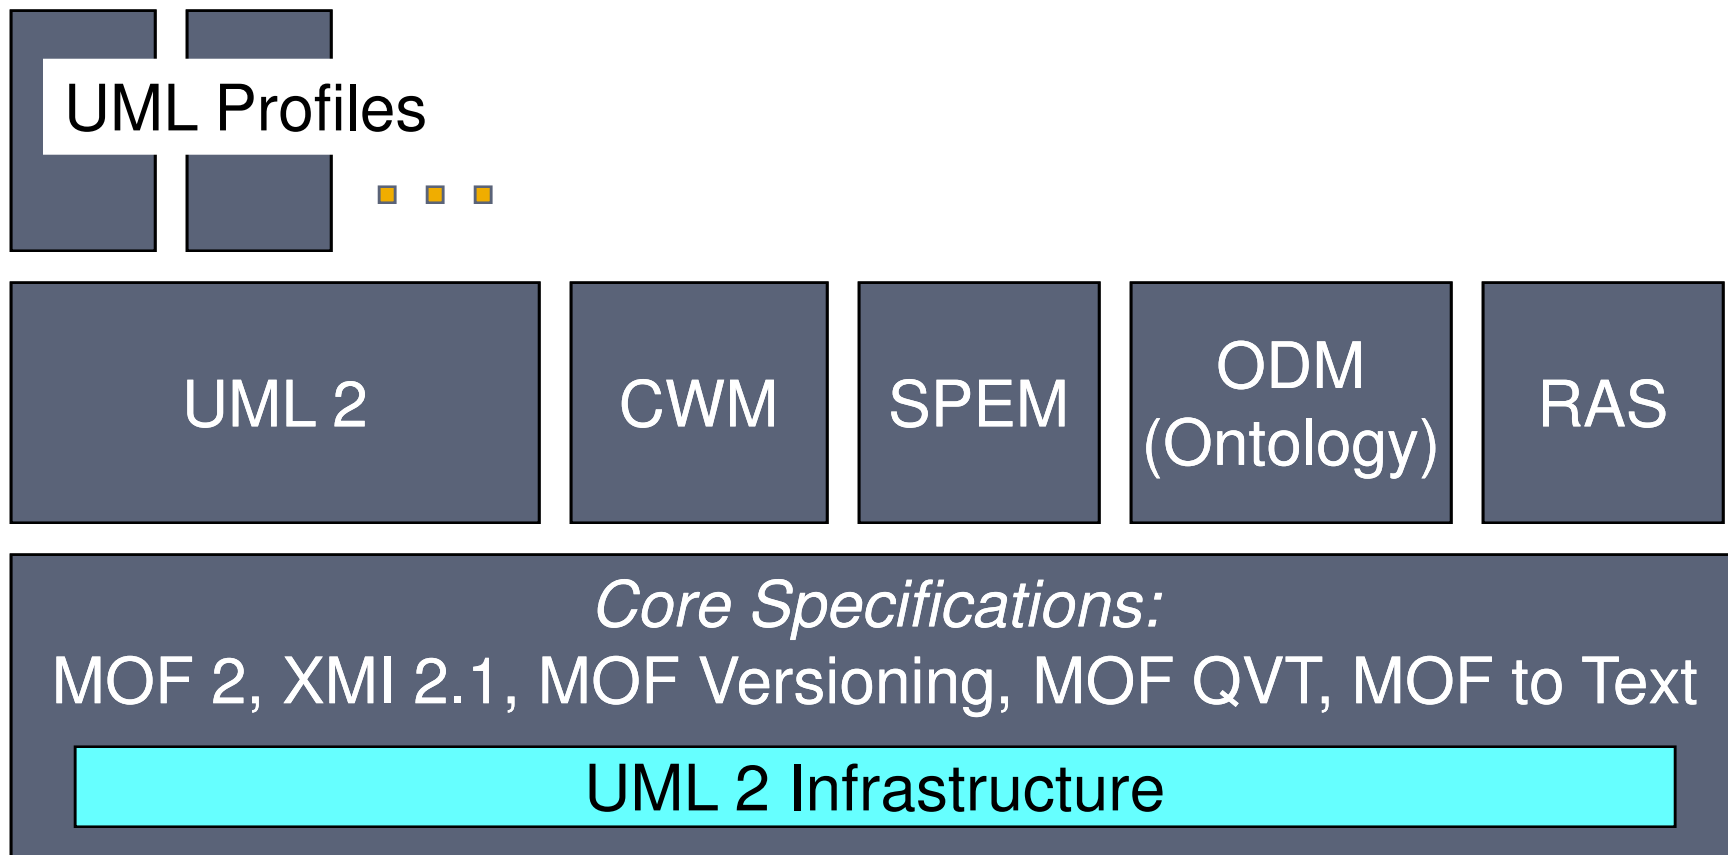 UML Profiles
UML 2
CWM
SPEM
ODM
(Ontology)
RAS
Core Specifications:
MOF 2, XMI 2.1, MOF Versioning, MOF QVT, MOF to Text
UML 2 Infrastructure